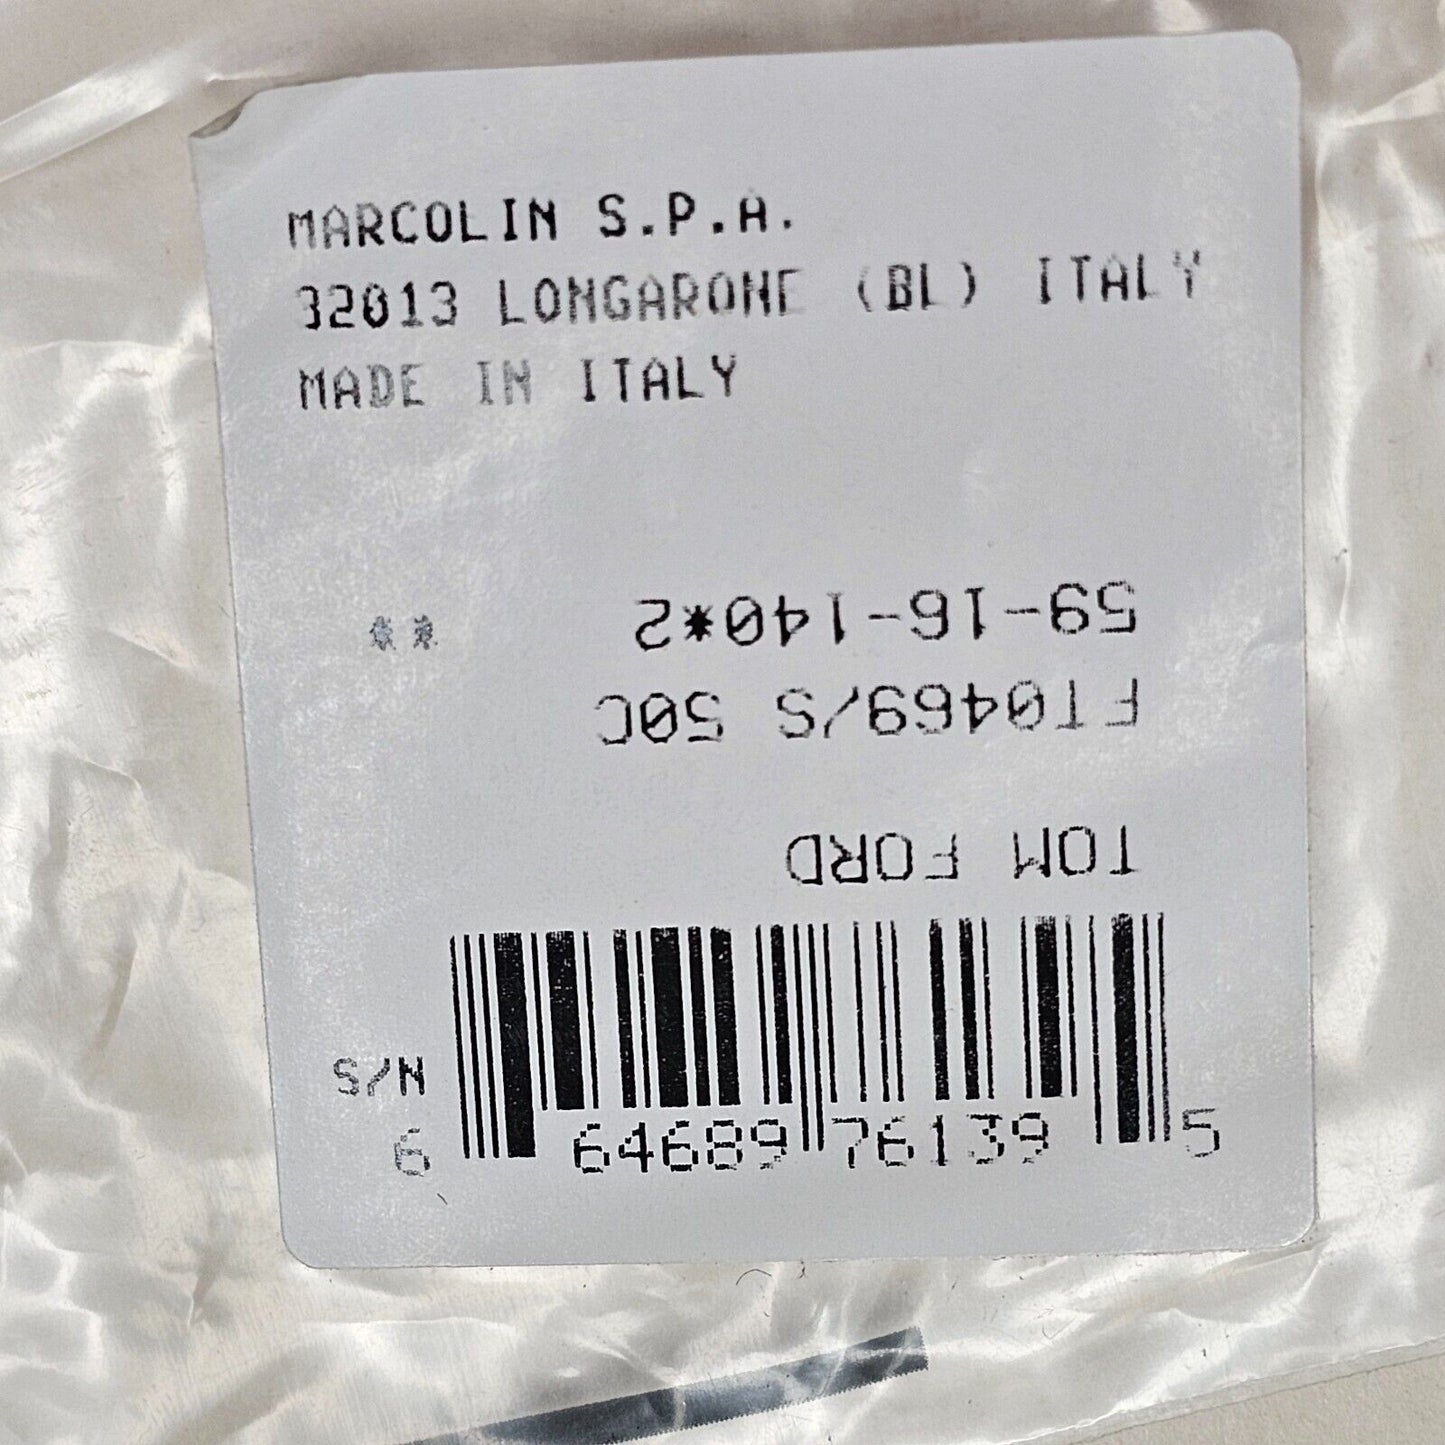 MARCOLIN S.P.A.
32013 LONGARONE (BL) ITALY
MADE IN ITALY
TOM FORD
FT0469/S 50C
59-16-140*2
**
S/N
6 64689 76139 5